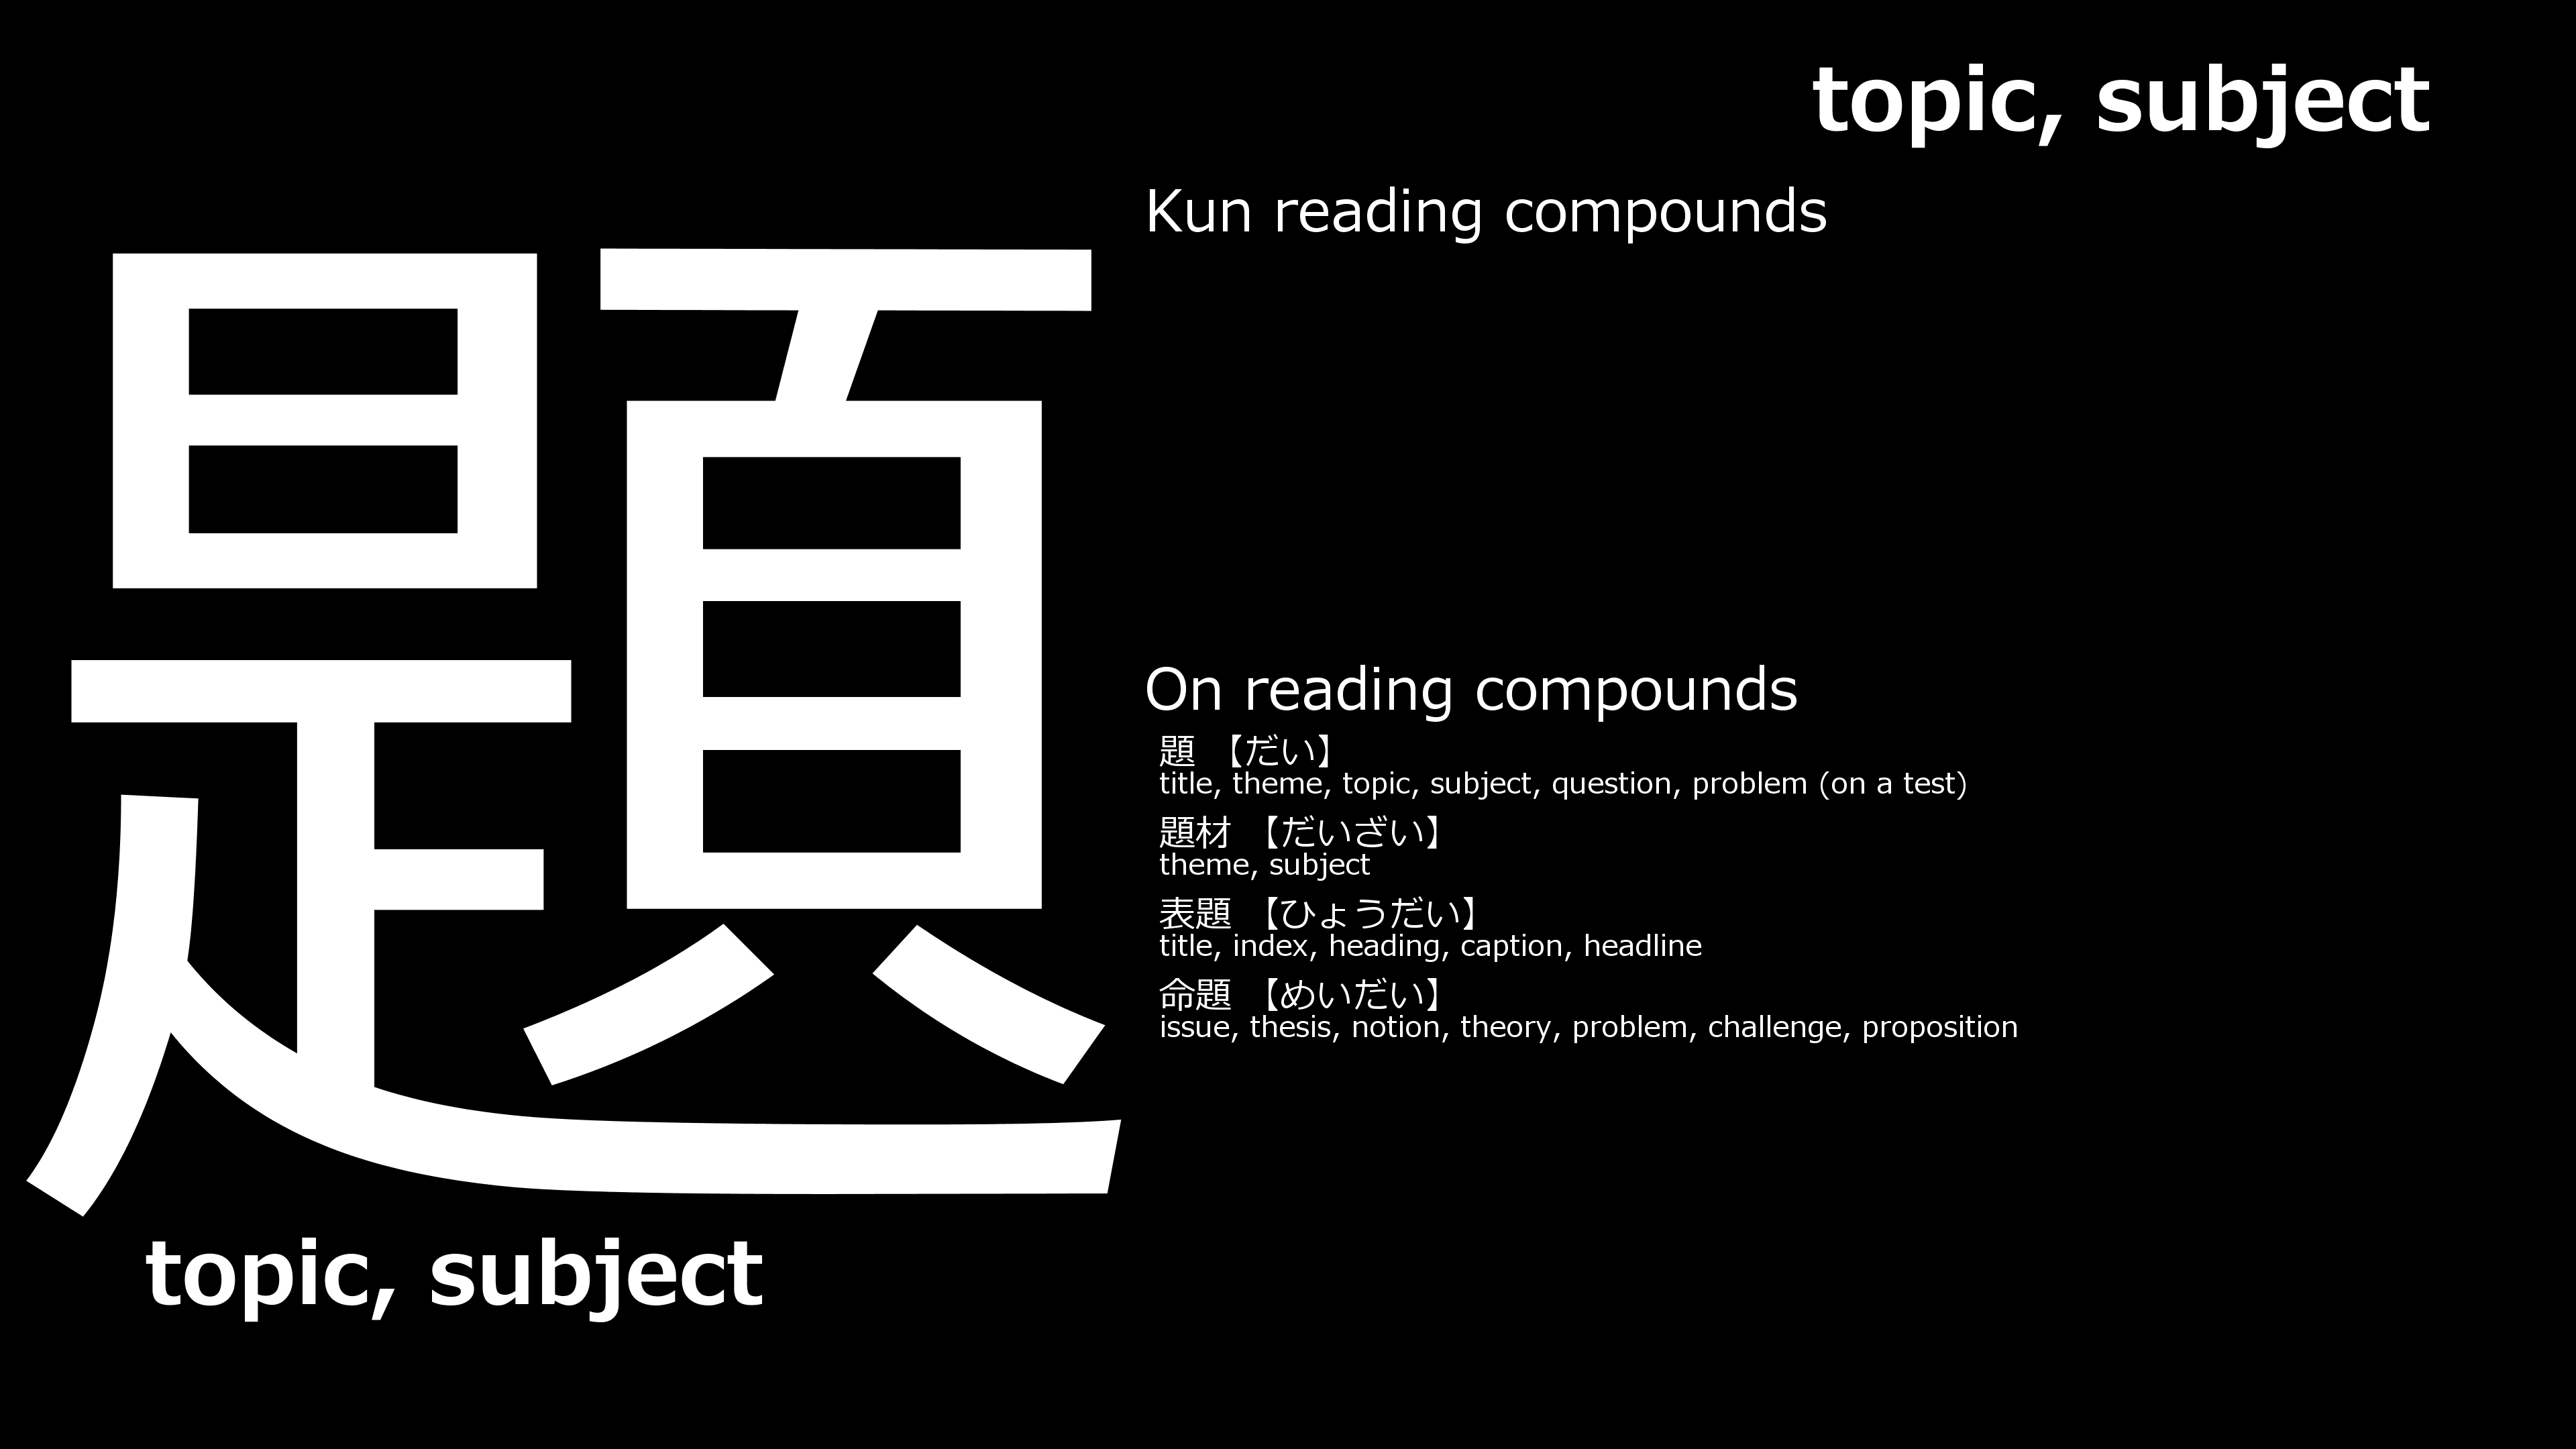 題
topic, subject
topic, subject
Kun reading compounds
On reading compounds
題 【だい】
title, theme, topic, subject, question, problem (on a test)
題材 【だいざい】
theme, subject
表題 【ひょうだい】
title, index, heading, caption, headline
命題 【めいだい】
issue, thesis, notion, theory, problem, challenge, proposition